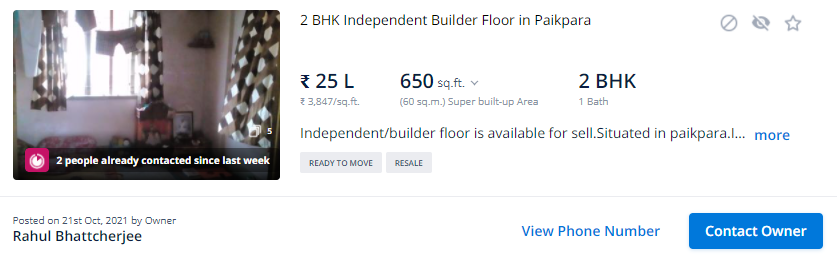 2 BHK Independent Builder Floor in Paikpara
₹ 25 L
650 sq.ft.
2 BHK
₹ 3,847/sq.ft.
(60 sq.m.) Super built-up Area
1 Bath
5
Independent/builder floor is available for sell.Situated in paikpara.I... more
2 people already contacted since last week
READY TO MOVE
RESALE
Posted on 21st Oct, 2021 by Owner
Rahul Bhattcherjee
View Phone Number
Contact Owner